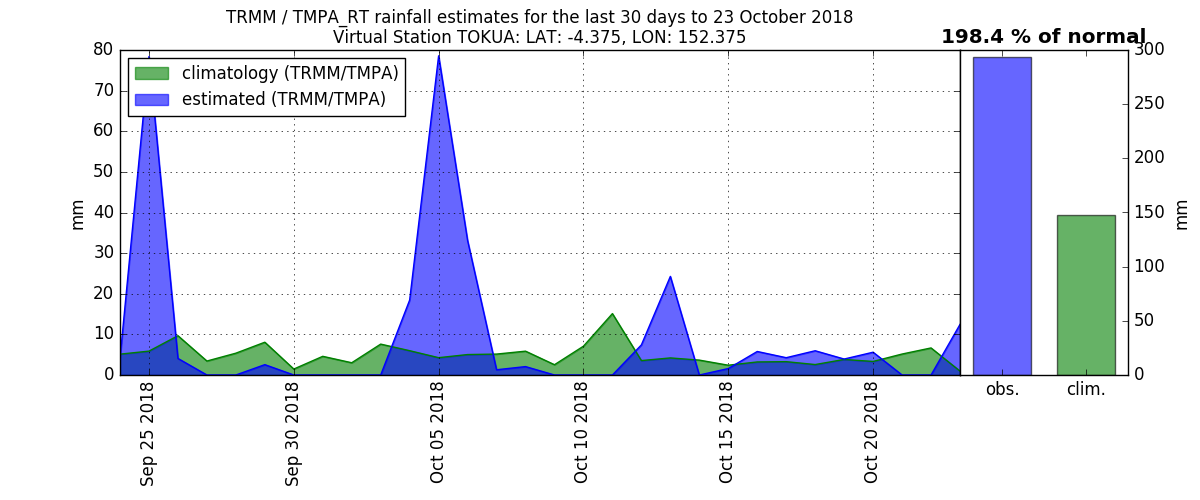 TRMM / TMPA_RT rainfall estimates for the last 30 days to 23 October 2018
Virtual Station TOKUA: LAT: -4.375, LON: 152.375
198.4 % of normal
climatology (TRMM/TMPA)
estimated (TRMM/TMPA)
80
70
60
50
40
30
20
10
0
mm
Sep 25 2018
Sep 30 2018
Oct 05 2018
Oct 10 2018
Oct 15 2018
Oct 20 2018
obs.
clim.
300
250
200
150
100
50
0
mm